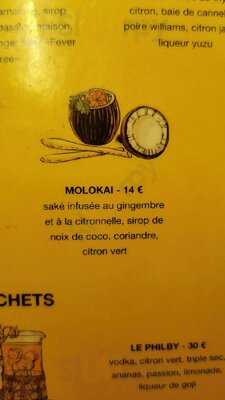 sirop
citron, baie de
poire williams, citron
liqueur yuzu
MOLOKAI - 14 €
saké infusée au gingembre
et à la citronnelle, sirop de
noix de coco, coriandre,
citron vert
CHETS
LE PHILBY - 30 €
vodka, citron vert, triple sec,
ananas, passion, limonade,
liqueur de goji